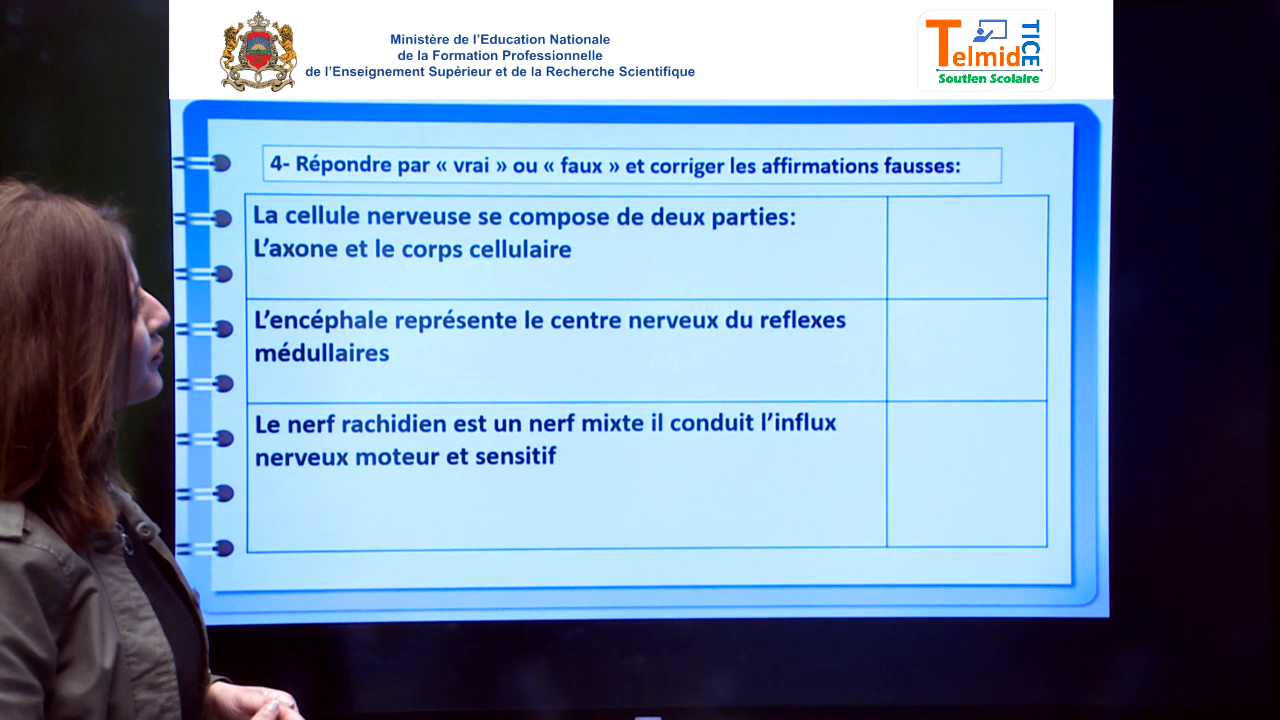 Ministère de l'Education Nationale
de la Formation Professionnelle
de l'Enseignement Supérieur et de la Recherche Scientifique
Telmid TICE
Soutien Scolaire
4- Répondre par « vrai » ou « faux » et corriger les affirmations fausses:
La cellule nerveuse se compose de deux parties:
L'axone et le corps cellulaire
L'encéphale représente le centre nerveux du reflexes
médullaires
Le nerf rachidien est un nerf mixte il conduit l'influx
nerveux moteur et sensitif